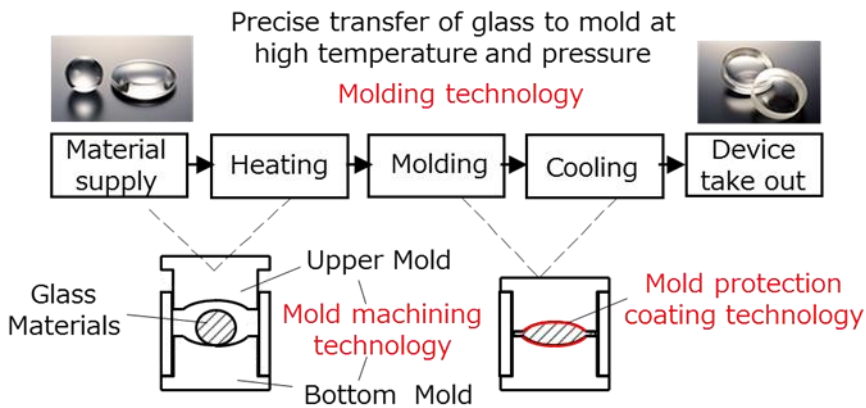 Precise transfer of glass to mold at
high temperature and pressure
Molding technology
Material
supply
Heating
Molding
Cooling
Device
take out
Upper Mold
Glass
Materials
Mold machining
technology
Bottom Mold
Mold protection
coating technology